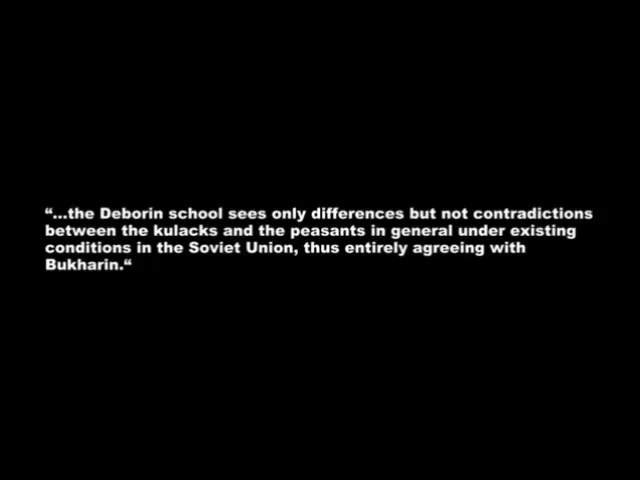 “...the Deborin school sees only differences but not contradictions
between the kulacks and the peasants in general under existing
conditions in the Soviet Union, thus entirely agreeing with
Bukharin.“